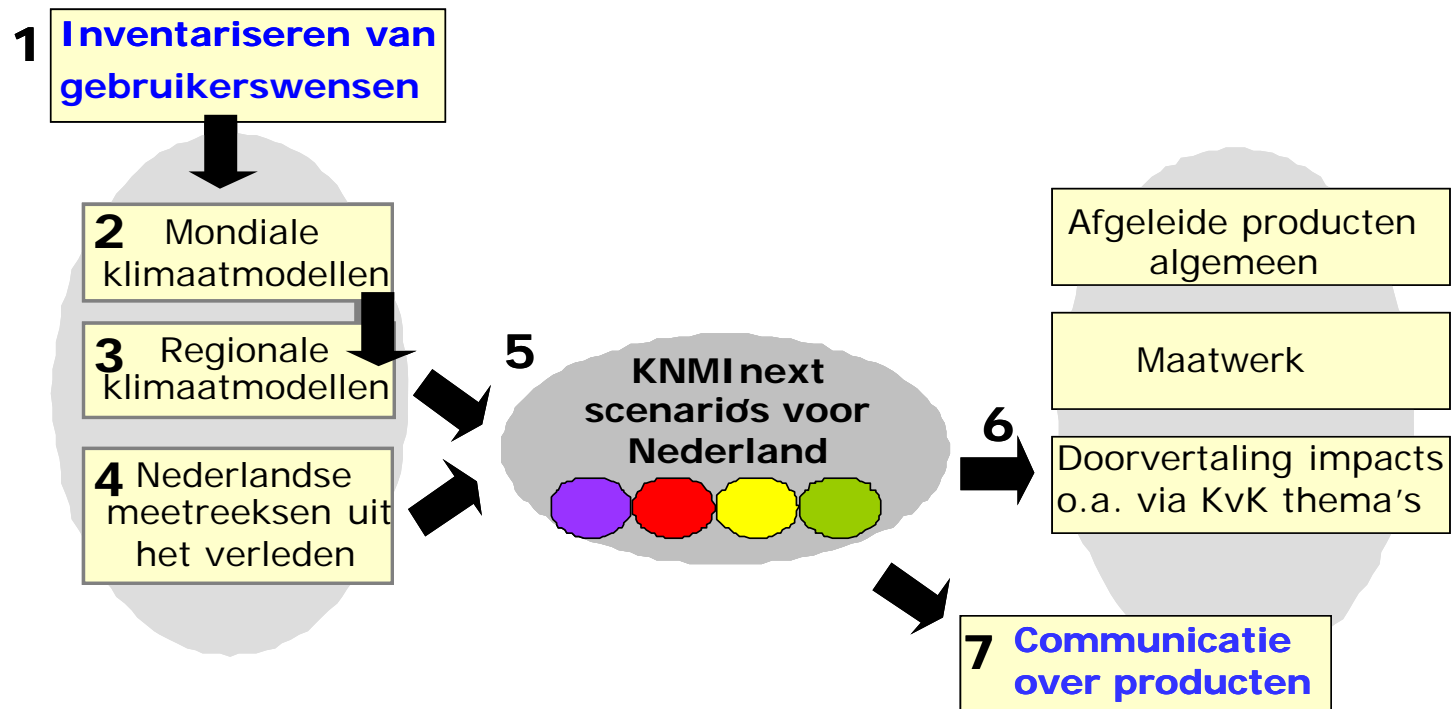 1 Inventariseren van
gebruikerswensen
2 Mondiale
klimaatmodellen
3 Regionale
klimaatmodellen
4 Nederlandse
meetreeksen uit
het verleden
5
KNMInext
scenario's voor
Nederland
6
Afgeleide producten
algemeen
Maatwerk
Doorvertaling impacts
o.a. via KvK thema's
7 Communicatie
over producten